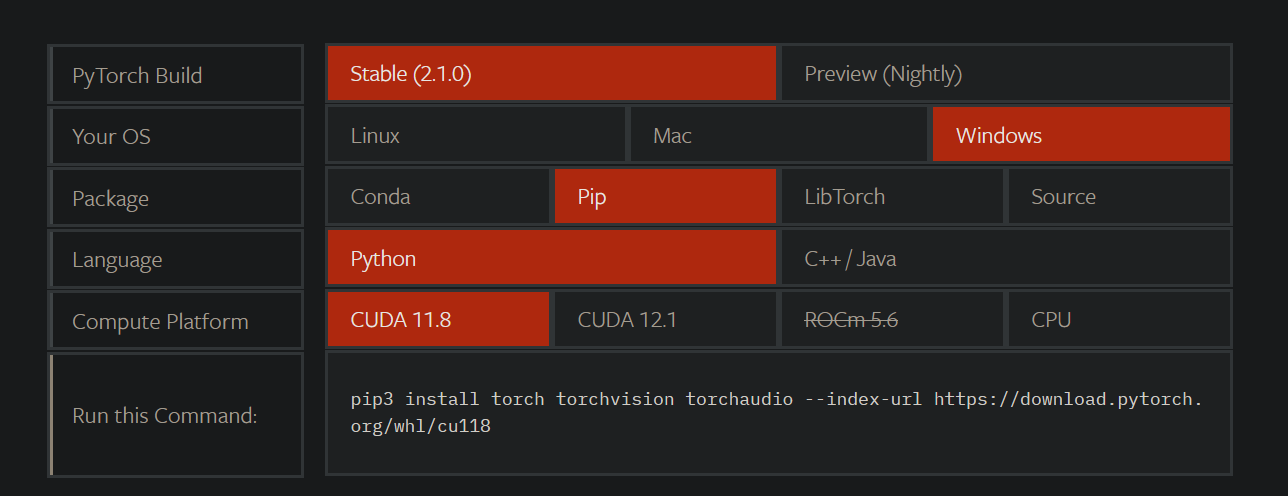 PyTorch Build
Stable (2.1.0)
Preview (Nightly)
Your OS
Linux
Mac
Windows
Package
Conda
Pip
LibTorch
Source
Language
Python
C++ / Java
Compute Platform
CUDA 11.8
CUDA 12.1
ROCm 5.6
CPU
Run this Command:
pip3 install torch torchvision torchaudio --index-url https://download.pytorch.
org/whl/cu118